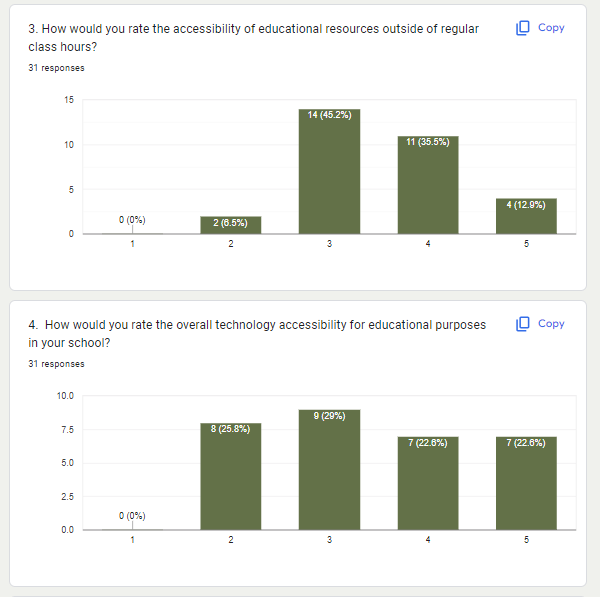 3. How would you rate the accessibility of educational resources outside of regular
class hours?
Copy
31 responses
15
10
5
0
0 (0%)
2 (6.5%)
14 (45.2%)
11 (35.5%)
4 (12.9%)
1 2 3 4 5
4. How would you rate the overall technology accessibility for educational purposes
in your school?
Copy
31 responses
10.0
7.5
5.0
2.5
0.0
0 (0%)
8 (25.8%)
9 (29%)
7 (22.6%)
7 (22.6%)
1 2 3 4 5